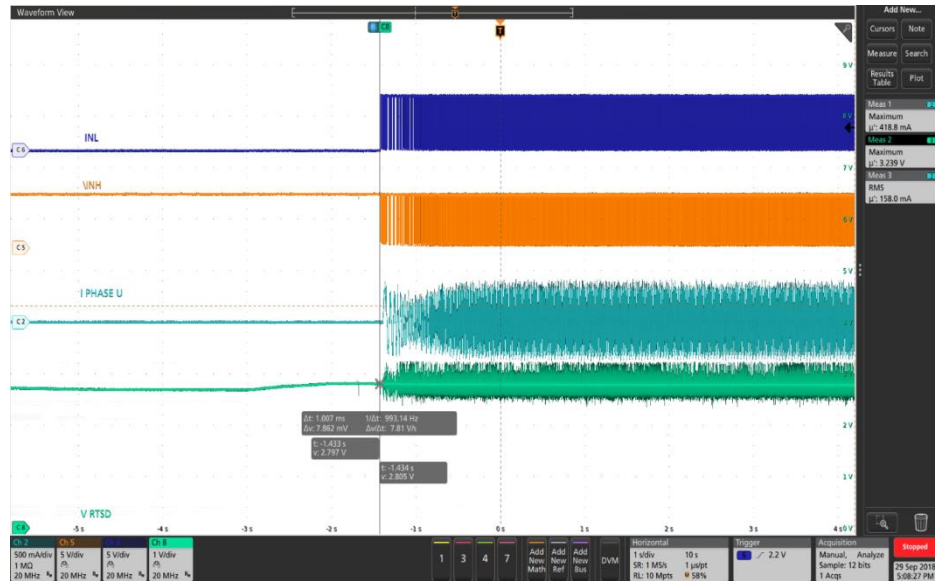 Waveform View
Add New...
Cursors Note
Measure Search
Results Table Plot
Meas 1
Maximum
µ': 418.8 mA
Meas 2
Maximum
µ': 3.239 V
Meas 3
RMS
µ': 158.0 mA
C8
T
9 V
INL
C6
7 V
VINH
6 V
C5
5 V
I PHASE U
C2
Δt: 1.007 ms 1/Δt: 993.14 Hz
Δv: 7.862 mV Δv/Δt: 7.81 V/s
2 V
t: -1.433 s
v: 2.797 V
t: -1.434 s
v: 2.805 V
1 V
V RTSD
C8
-5 s -4 s -3 s -2 s -1 s 0 s 1 s 2 s 3 s 4 s 0 V
Ch 2 Ch 5 Ch 8
500 mA/div 5 V/div 5 V/div 1 V/div
1 MΩ
20 MHz 20 MHz 20 MHz 20 MHz
1 3 4 7
Add New Math
Add New Ref
Add New Bus
DVM
Horizontal
1 s/div 10 s
SR: 1 MS/s 1 µs/pt
RL: 10 Mpts 58%
Trigger
2.2 V
Acquisition
Manual, Analyze
Sample: 12 bits
1 Acqs
Stopped
29 Sep 2018
5:08:27 PM